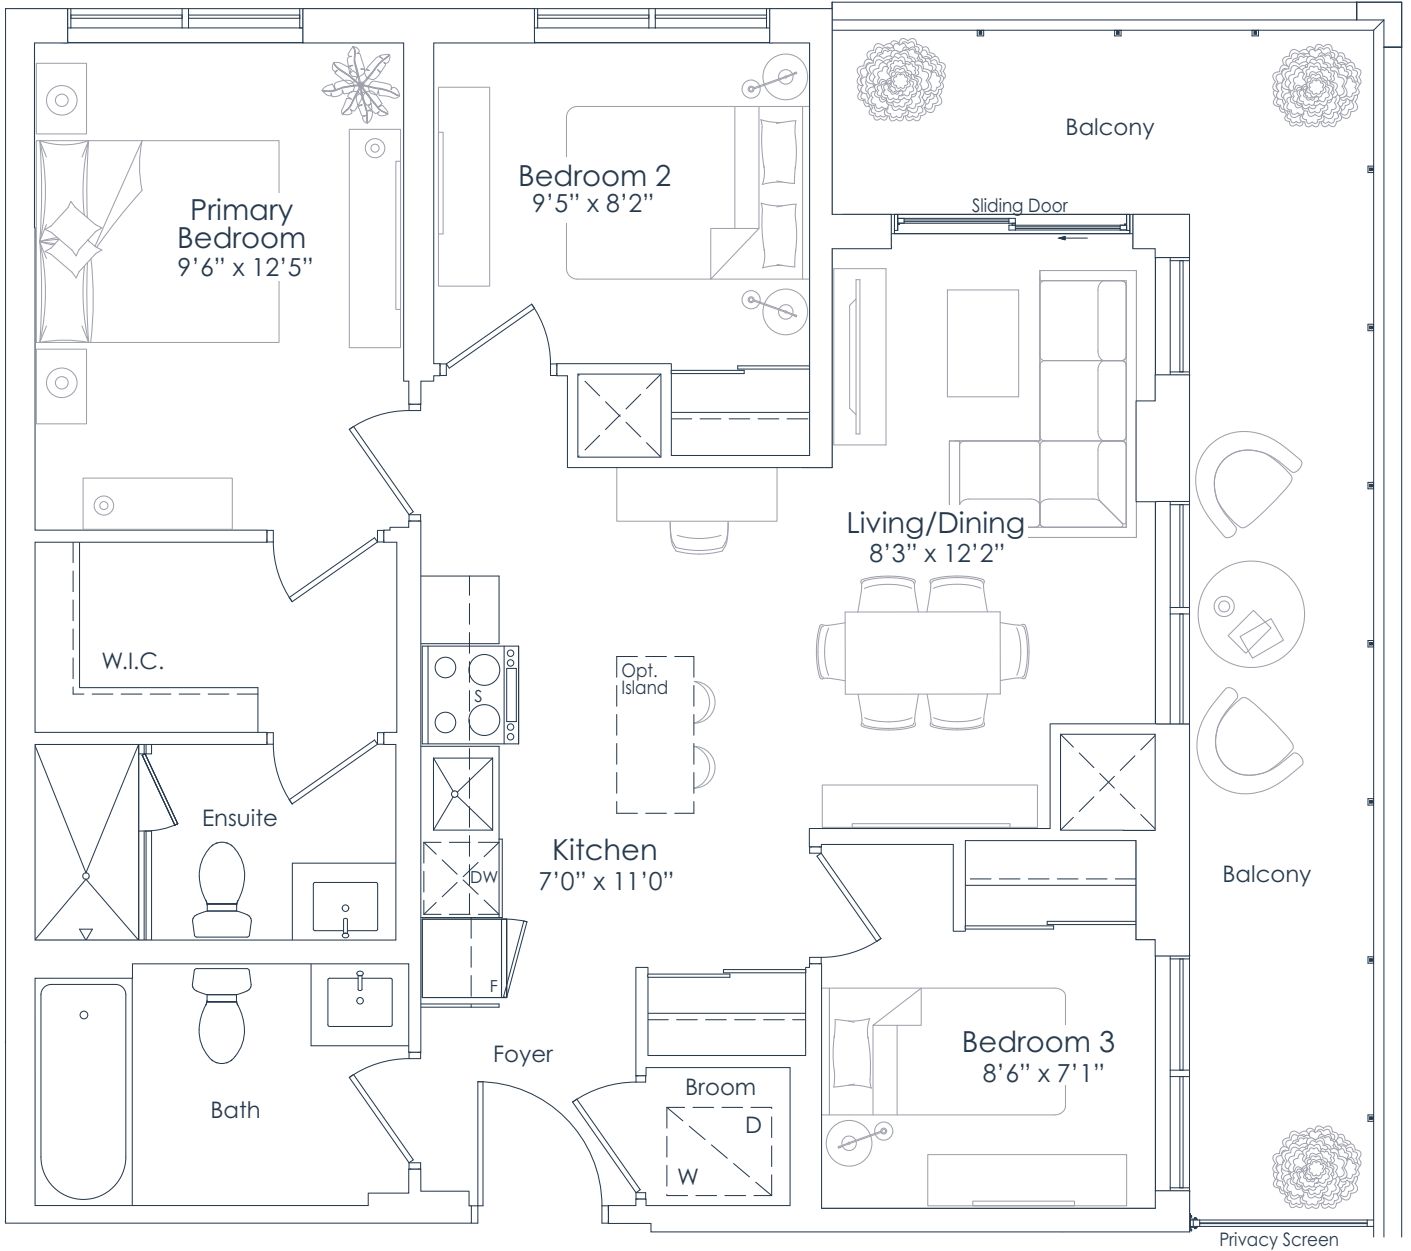 Balcony
Bedroom 2
9’5” x 8’2”
Primary
Bedroom
9’6” x 12’5”
Sliding Door
Living/Dining
8’3” x 12’2”
W.I.C.
Opt.
Island
S
Ensuite
Kitchen
7’0” x 11’0”
DW
Balcony
F
Foyer
Bedroom 3
8’6” x 7’1”
Broom
Bath
D
W
Privacy Screen